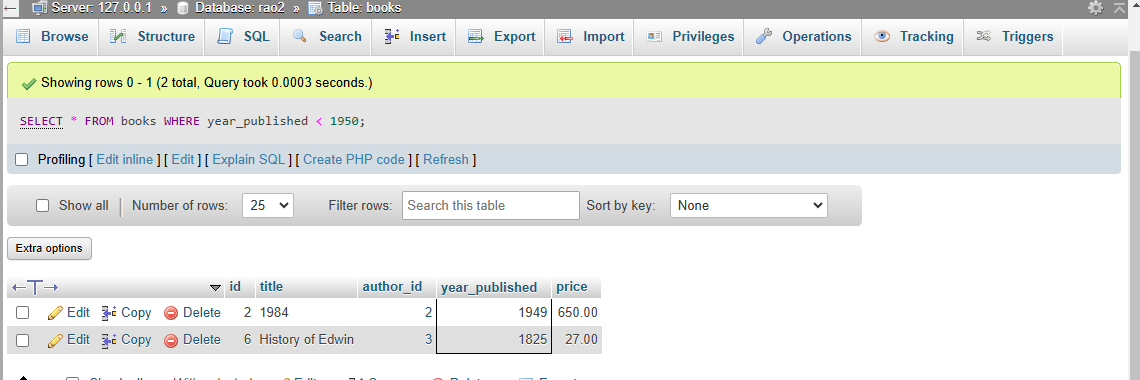 Server: 127.0.0.1 » Database: rao2 » Table: books
Browse Structure SQL Search Insert Export Import Privileges Operations Tracking Triggers
Showing rows 0 - 1 (2 total, Query took 0.0003 seconds.)
SELECT * FROM books WHERE year_published < 1950;
Profiling [ Edit inline ] [ Edit ] [ Explain SQL ] [ Create PHP code ] [ Refresh ]
Show all Number of rows: 25 Filter rows: Search this table Sort by key: None
Extra options
id title author_id year_published price
Edit Copy Delete 2 1984 2 1949 650.00
Edit Copy Delete 6 History of Edwin 3 1825 27.00